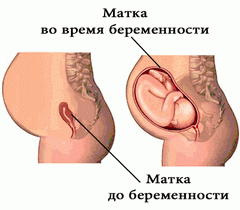 Матка
во время беременности
Матка
до беременности